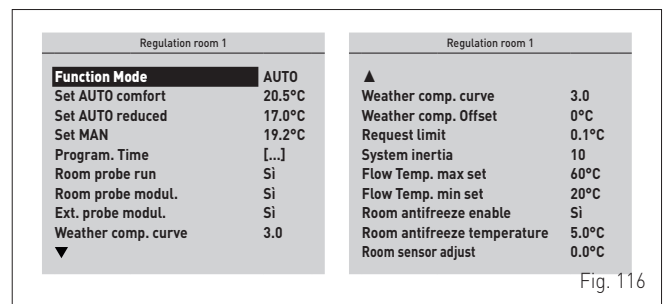 Regulation room 1
Function Mode AUTO
Set AUTO comfort 20.5°C
Set AUTO reduced 17.0°C
Set MAN 19.2°C
Program. Time [...]
Room probe run Sì
Room probe modul. Sì
Ext. probe modul. Sì
Weather comp. curve 3.0
▼
Regulation room 1
▲
Weather comp. curve 3.0
Weather comp. Offset 0°C
Request limit 0.1°C
System inertia 10
Flow Temp. max set 60°C
Flow Temp. min set 20°C
Room antifreeze enable Sì
Room antifreeze temperature 5.0°C
Room sensor adjust 0.0°C
Fig. 116